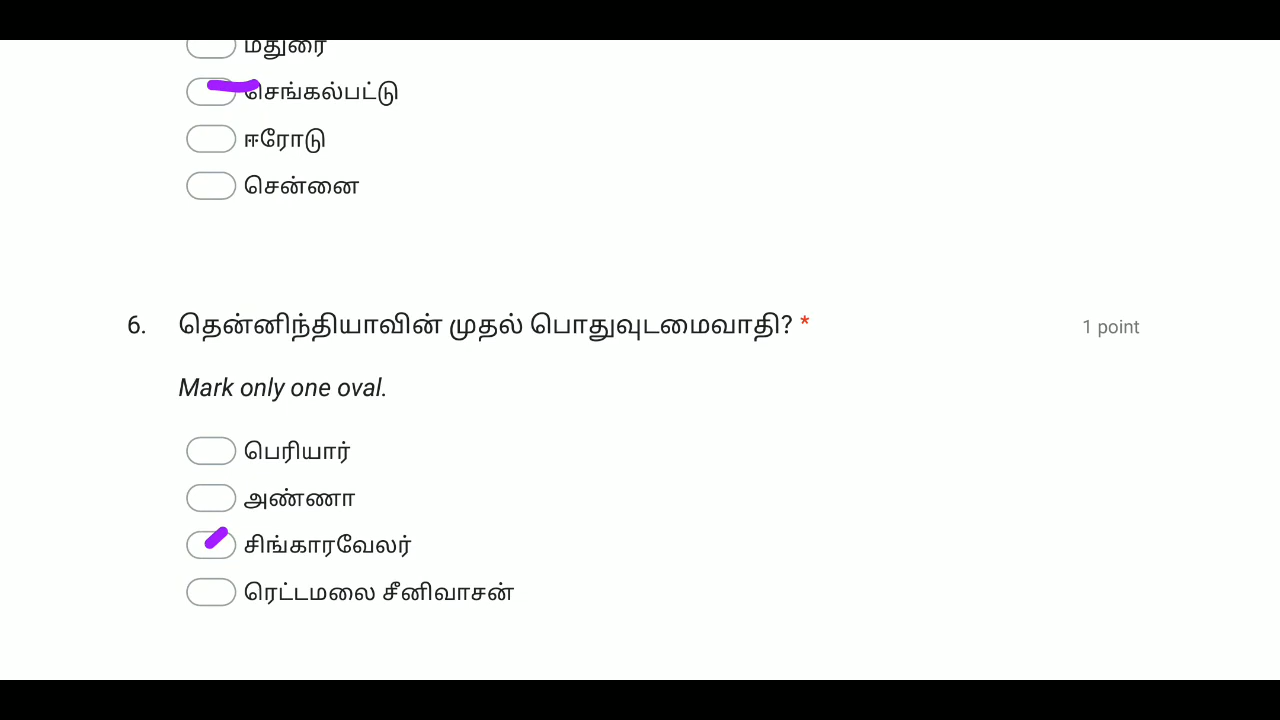 மதுரை
செங்கல்பட்டு
ஈரோடு
சென்னை
6. தென்னிந்தியாவின் முதல் பொதுவுடமைவாதி? * 1 point
Mark only one oval.
பெரியார்
அண்ணா
சிங்காரவேலர்
ரெட்டமலை சீனிவாசன்